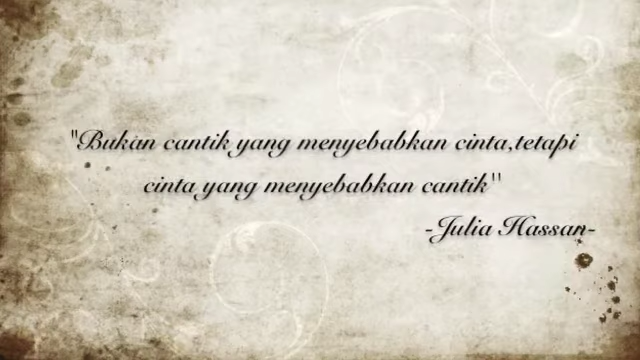 "Bukan cantik yang menyebabkan cinta,tetapi
cinta yang menyebabkan cantik"
-Julia Hassan-